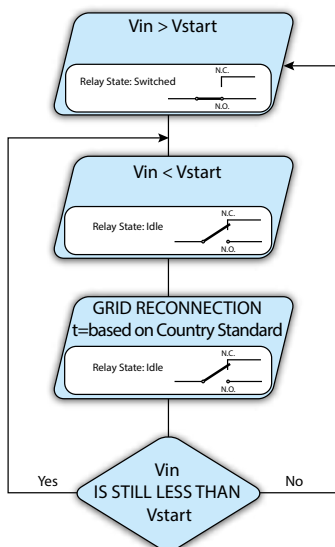 Vin > Vstart
N.C.
Relay State: Switched
N.O.
Vin < Vstart
N.C.
Relay State: Idle
N.O.
GRID RECONNECTION
t=based on Country Standard
N.C.
Relay State: Idle
N.O.
Yes
No
Vin
IS STILL LESS THAN
Vstart